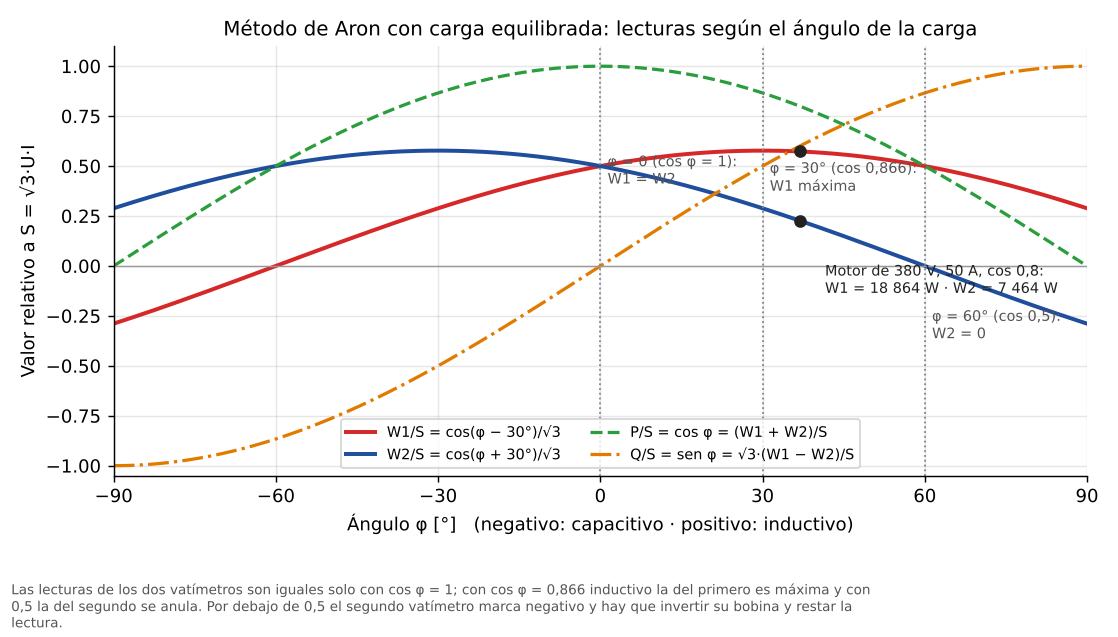 Método de Aron con carga equilibrada: lecturas según el ángulo de la carga
Valor relativo a S = √3·U·I
1.00
0.75
0.50
0.25
0.00
−0.25
−0.50
−0.75
−1.00
φ = 0 (cos φ = 1):
W1 = W2
φ = 30° (cos 0,866):
W1 máxima
Motor de 380 V, 50 A, cos 0,8:
W1 = 18 864 W · W2 = 7 464 W
φ = 60° (cos 0,5):
W2 = 0
W1/S = cos(φ − 30°)/√3
W2/S = cos(φ + 30°)/√3
P/S = cos φ = (W1 + W2)/S
Q/S = sen φ = √3·(W1 − W2)/S
−90
−60
−30
0
30
60
90
Ángulo φ [°]   (negativo: capacitivo · positivo: inductivo)
Las lecturas de los dos vatímetros son iguales solo con cos φ = 1; con cos φ = 0,866 inductivo la del primero es máxima y con
0,5 la del segundo se anula. Por debajo de 0,5 el segundo vatímetro marca negativo y hay que invertir su bobina y restar la
lectura.